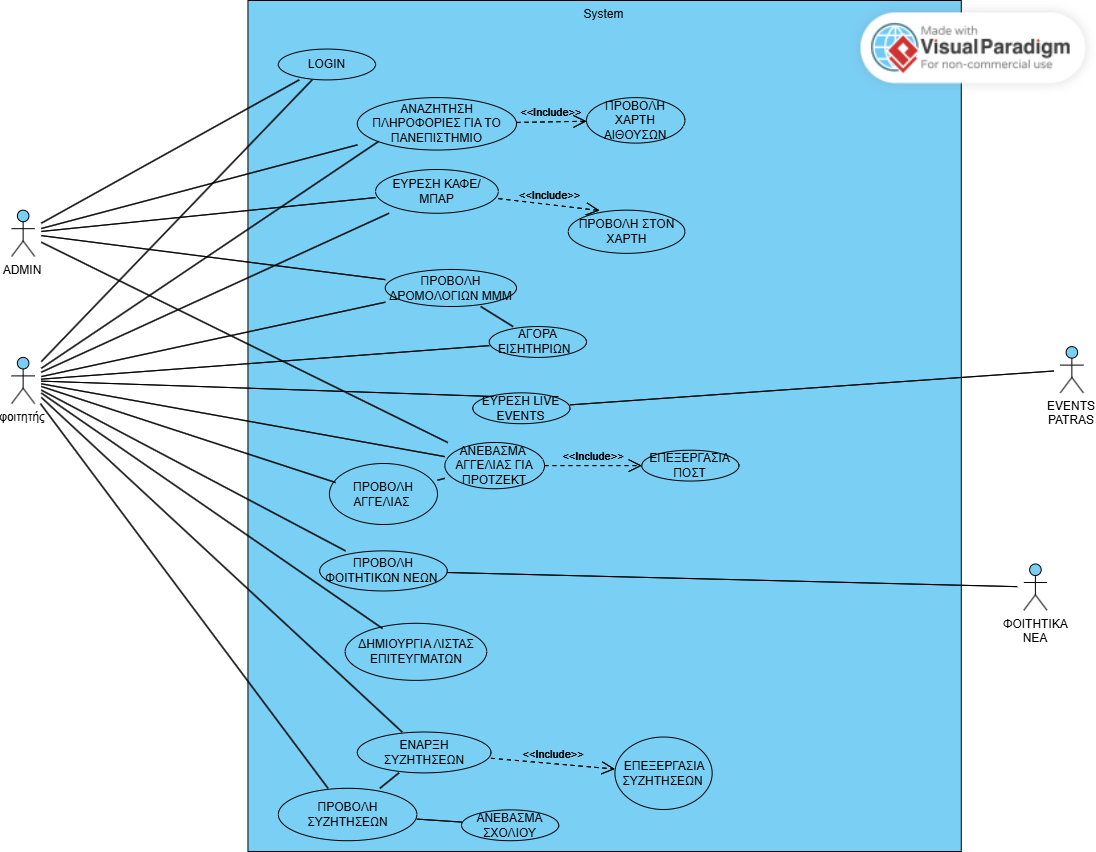 System
Made with
Visual Paradigm
For non-commercial use
LOGIN
ΑΝΑΖΗΤΗΣΗ
ΠΛΗΡΟΦΟΡΙΕΣ ΓΙΑ ΤΟ
ΠΑΝΕΠΙΣΤΗΜΙΟ
<<Include>>
ΠΡΟΒΟΛΗ
ΧΑΡΤΗ
ΑΙΘΟΥΣΩΝ
ΕΥΡΕΣΗ ΚΑΦΕ/
ΜΠΑΡ
<<Include>>
ΠΡΟΒΟΛΗ ΣΤΟΝ
ΧΑΡΤΗ
ADMIN
ΠΡΟΒΟΛΗ
ΔΡΟΜΟΛΟΓΙΩΝ ΜΜΜ
ΑΓΟΡΑ
ΕΙΣΗΤΗΡΙΩΝ
φοιτητής
ΕΥΡΕΣΗ LIVE
EVENTS
EVENTS
PATRAS
ΑΝΕΒΑΣΜΑ
ΑΓΓΕΛΙΑΣ ΓΙΑ
ΠΡΟΤΖΕΚΤ
<<Include>>
ΕΠΕΞΕΡΓΑΣΙΑ
ΠΟΣΤ
ΠΡΟΒΟΛΗ
ΑΓΓΕΛΙΑΣ
ΠΡΟΒΟΛΗ
ΦΟΙΤΗΤΙΚΩΝ ΝΕΩΝ
ΦΟΙΤΗΤΙΚΑ
ΝΕΑ
ΔΗΜΙΟΥΡΓΙΑ ΛΙΣΤΑΣ
ΕΠΙΤΕΥΓΜΑΤΩΝ
ΕΝΑΡΞΗ
ΣΥΖΗΤΗΣΕΩΝ
<<Include>>
ΕΠΕΞΕΡΓΑΣΙΑ
ΣΥΖΗΤΗΣΕΩΝ
ΠΡΟΒΟΛΗ
ΣΥΖΗΤΗΣΕΩΝ
ΑΝΕΒΑΣΜΑ
ΣΧΟΛΙΟΥ